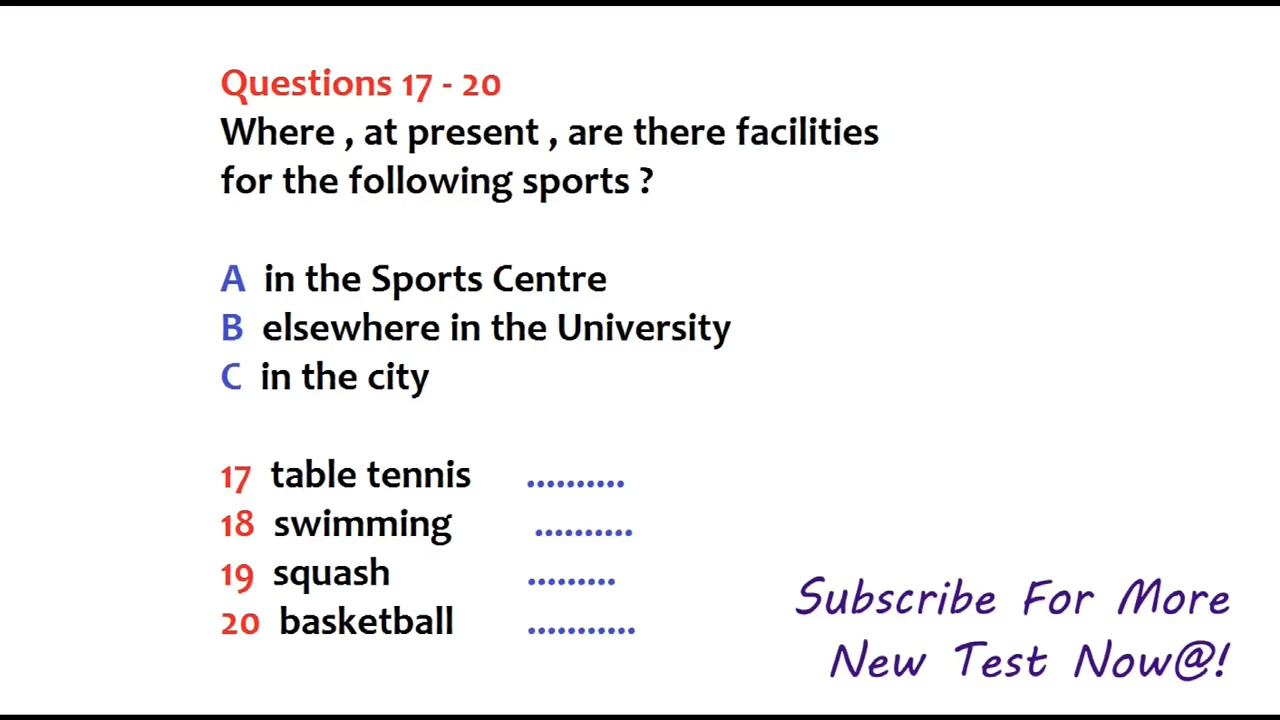 Questions 17 - 20
Where , at present , are there facilities
for the following sports ?
A in the Sports Centre
B elsewhere in the University
C in the city
17 table tennis ..........
18 swimming ..........
19 squash .........
20 basketball ...........
Subscribe For More
New Test Now@!